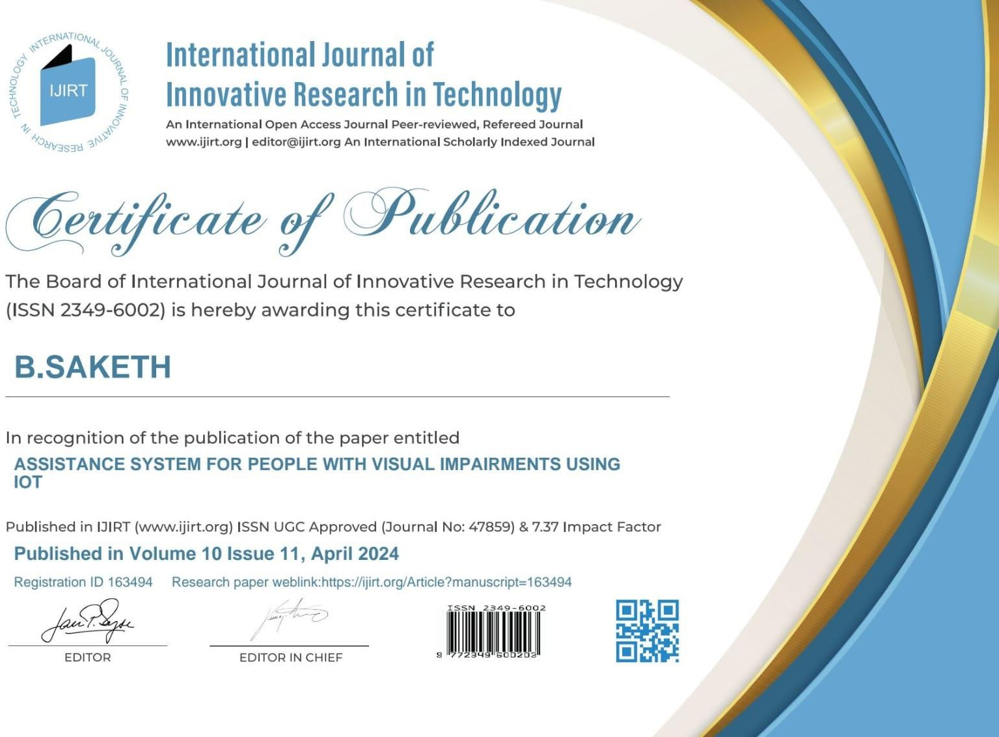 INTERNATIONAL JOURNAL OF INNOVATIVE RESEARCH IN TECHNOLOGY
IJIRT
International Journal of
Innovative Research in Technology
An International Open Access Journal Peer-reviewed, Refereed Journal
www.ijirt.org | editor@ijirt.org An International Scholarly Indexed Journal
Certificate of Publication
The Board of International Journal of Innovative Research in Technology
(ISSN 2349-6002) is hereby awarding this certificate to
B.SAKETH
In recognition of the publication of the paper entitled
ASSISTANCE SYSTEM FOR PEOPLE WITH VISUAL IMPAIRMENTS USING
IOT
Published in IJIRT (www.ijirt.org) ISSN UGC Approved (Journal No: 47859) & 7.37 Impact Factor
Published in Volume 10 Issue 11, April 2024
Registration ID 163494 Research paper weblink:https://ijirt.org/Article?manuscript=163494
ISSN 2349-6002
9 772349 600203
EDITOR
EDITOR IN CHIEF